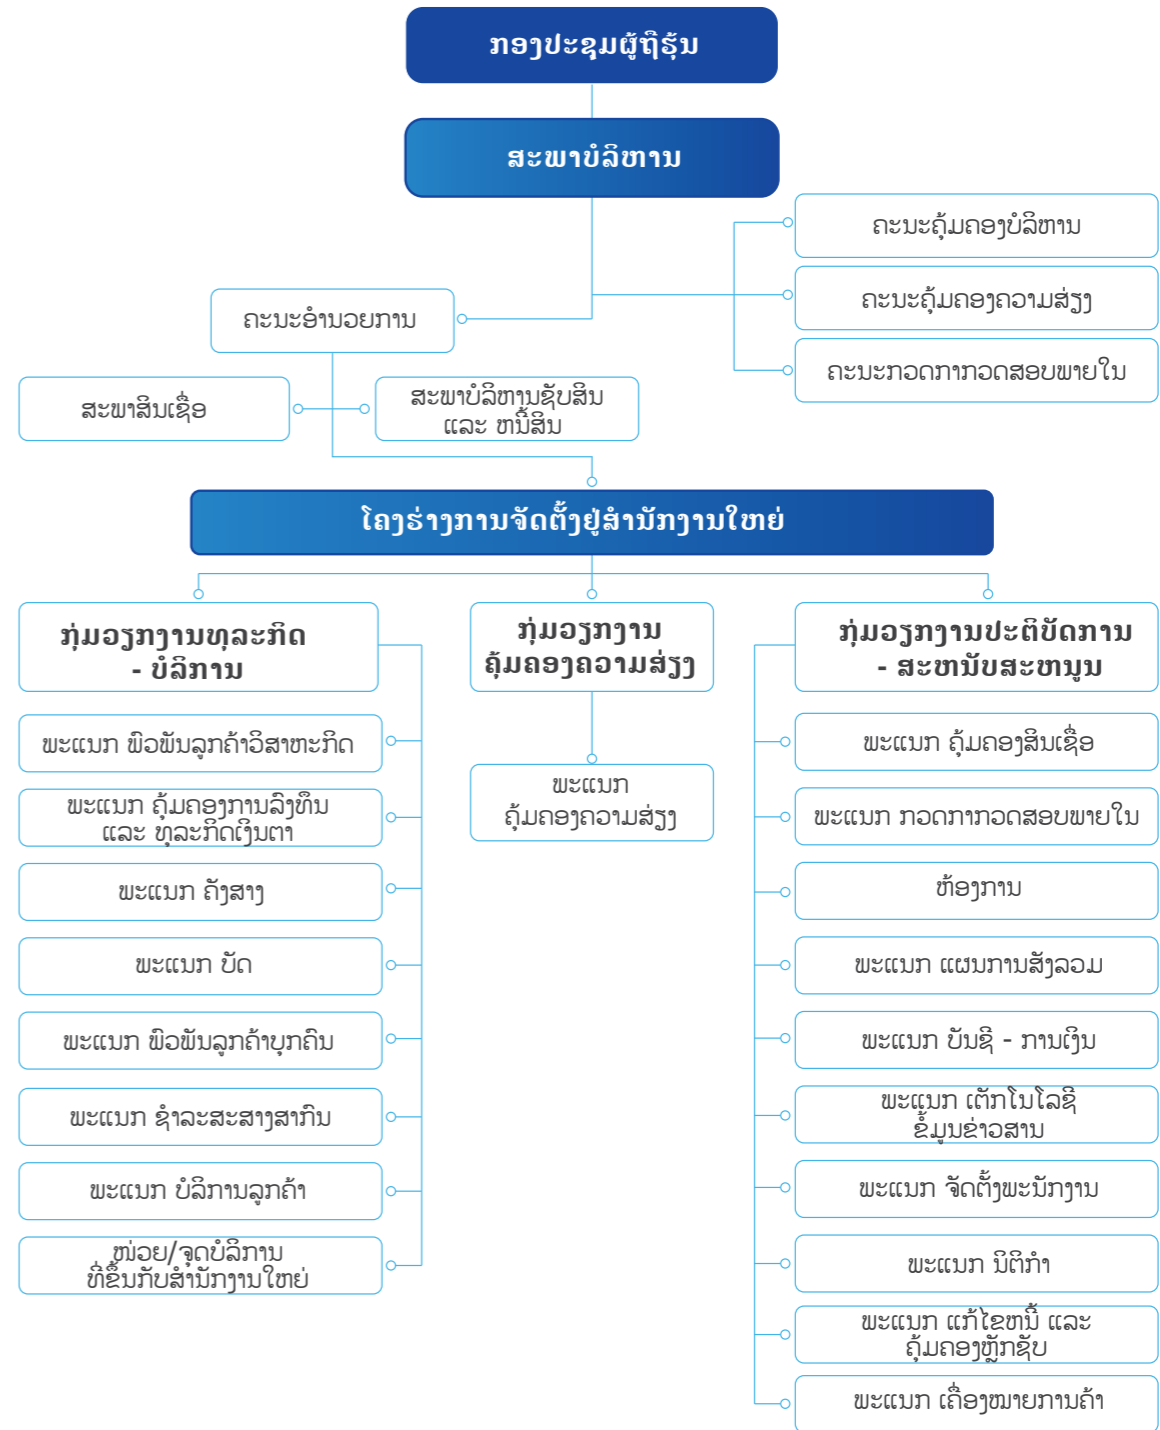 ກອງປະຊຸມຜູ້ຖືຮຸ້ນ
ສະພາບໍລິຫານ
ຄະນະຄຸ້ມຄອງບໍລິຫານ
ຄະນະຄຸ້ມຄອງຄວາມສ່ຽງ
ຄະນະກວດກາກວດສອບພາຍໃນ
ຄະນະອໍານວຍການ
ສະພາສິນເຊື່ອ
ສະພາບໍລິຫານຊັບສິນ
ແລະ ຫນີ້ສິນ
ໂຄງຮ່າງການຈັດຕັ້ງຢູ່ສໍານັກງານໃຫຍ່
ກຸ່ມວຽກງານທຸລະກິດ
- ບໍລິການ
ພະແນກ ພົວພັນລູກຄ້າວິສາຫະກິດ
ພະແນກ ຄຸ້ມຄອງການລົງທຶນ
ແລະ ທຸລະກິດເງິນຕາ
ພະແນກ ຄັງສາງ
ພະແນກ ບັດ
ພະແນກ ພົວພັນລູກຄ້າບຸກຄົນ
ພະແນກ ຊໍາລະສະສາງສາກົນ
ພະແນກ ບໍລິການລູກຄ້າ
ໜ່ວຍ/ຈຸດບໍລິການ
ທີ່ຂຶ້ນກັບສໍານັກງານໃຫຍ່
ກຸ່ມວຽກງານ
ຄຸ້ມຄອງຄວາມສ່ຽງ
ພະແນກ
ຄຸ້ມຄອງຄວາມສ່ຽງ
ກຸ່ມວຽກງານປະຕິບັດການ
- ສະຫນັບສະຫນູນ
ພະແນກ ຄຸ້ມຄອງສິນເຊື່ອ
ພະແນກ ກວດກາກວດສອບພາຍໃນ
ຫ້ອງການ
ພະແນກ ແຜນການສັງລວມ
ພະແນກ ບັນຊີ - ການເງິນ
ພະແນກ ເຕັກໂນໂລຊີ
ຂໍ້ມູນຂ່າວສານ
ພະແນກ ຈັດຕັ້ງພະນັກງານ
ພະແນກ ນິຕິກໍາ
ພະແນກ ແກ້ໄຂຫນີ້ ແລະ
ຄຸ້ມຄອງຫຼັກຊັບ
ພະແນກ ເຄື່ອງໝາຍການຄ້າ